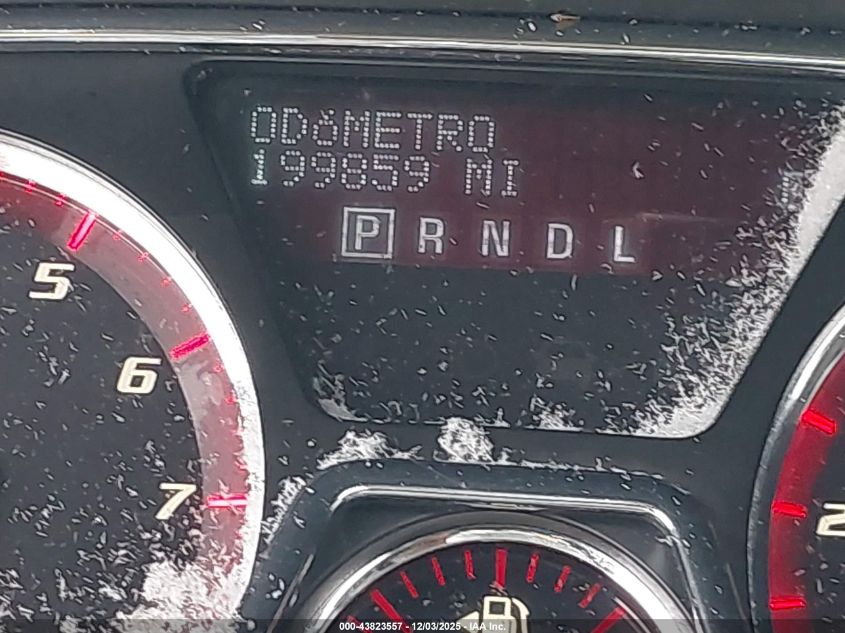 ODóMETRO
199859 MI
P R N D L
5
6
7
2
000-43823557 - 12/03/2025 - IAA Inc.